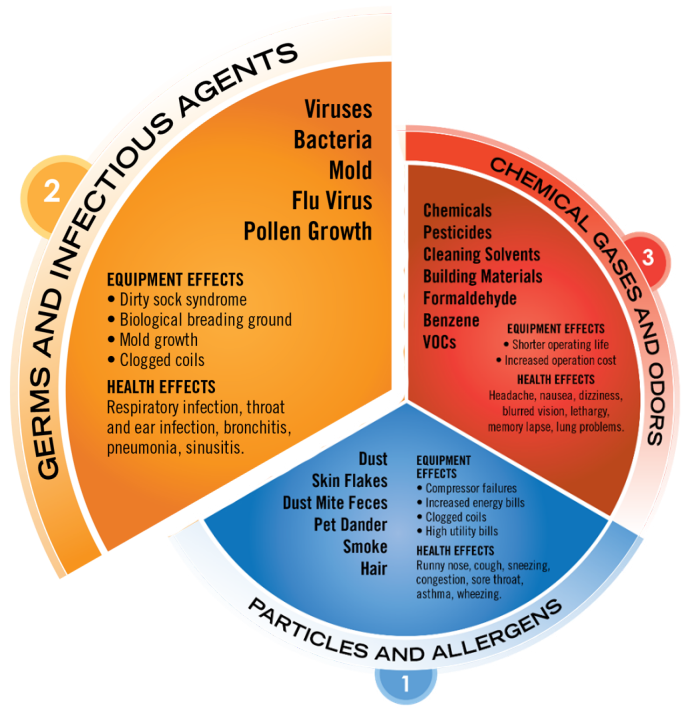 GERMS AND INFECTIOUS AGENTS
2
Viruses
Bacteria
Mold
Flu Virus
Pollen Growth
EQUIPMENT EFFECTS
• Dirty sock syndrome
• Biological breading ground
• Mold growth
• Clogged coils
HEALTH EFFECTS
Respiratory infection, throat
and ear infection, bronchitis,
pneumonia, sinusitis.
CHEMICAL GASES AND ODORS
3
Chemicals
Pesticides
Cleaning Solvents
Building Materials
Formaldehyde
Benzene
VOCs
EQUIPMENT EFFECTS
• Shorter operating life
• Increased operation cost
HEALTH EFFECTS
Headache, nausea, dizziness,
blurred vision, lethargy,
memory lapse, lung problems.
Dust
Skin Flakes
Dust Mite Feces
Pet Dander
Smoke
Hair
EQUIPMENT
EFFECTS
• Compressor failures
• Increased energy bills
• Clogged coils
• High utility bills
HEALTH EFFECTS
Runny nose, cough, sneezing,
congestion, sore throat,
asthma, wheezing.
PARTICLES AND ALLERGENS
1